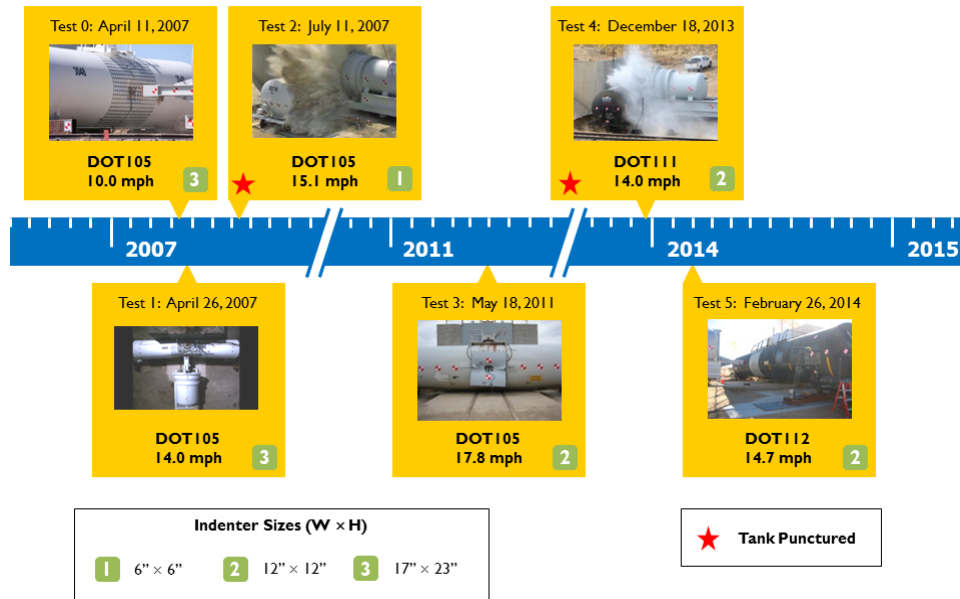 Test 0: April 11, 2007
DOT105
10.0 mph
3
Test 2: July 11, 2007
DOT105
15.1 mph
1
Test 4: December 18, 2013
DOT111
14.0 mph
2
2007
2011
2014
2015
Test 1: April 26, 2007
DOT105
14.0 mph
3
Test 3: May 18, 2011
DOT105
17.8 mph
2
Test 5: February 26, 2014
DOT112
14.7 mph
2
Indenter Sizes (W × H)
1 6” × 6” 2 12” × 12” 3 17” × 23”
Tank Punctured